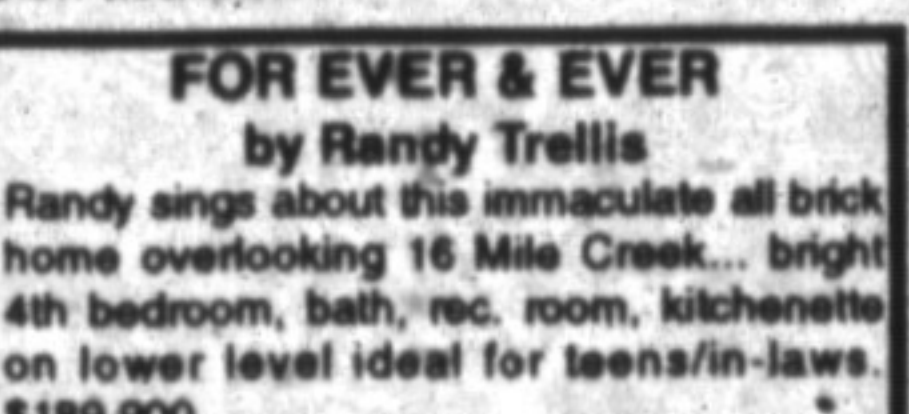 FOR EVER & EVER
by Randy Trellis
Randy sings about this immaculate all brick
home overlooking 16 Mile Creek... bright
4th bedroom, bath, rec. room, kitchenette
on lower level ideal for teens/in-laws.